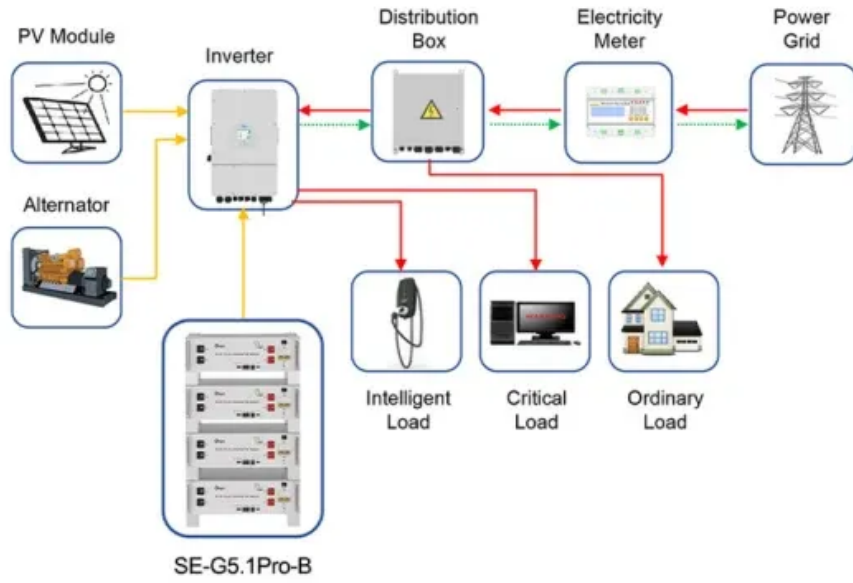 PV Module
Inverter
Distribution
Box
Electricity
Meter
Power
Grid
Alternator
Intelligent
Load
Critical
Load
Ordinary
Load
SE-G5.1Pro-B